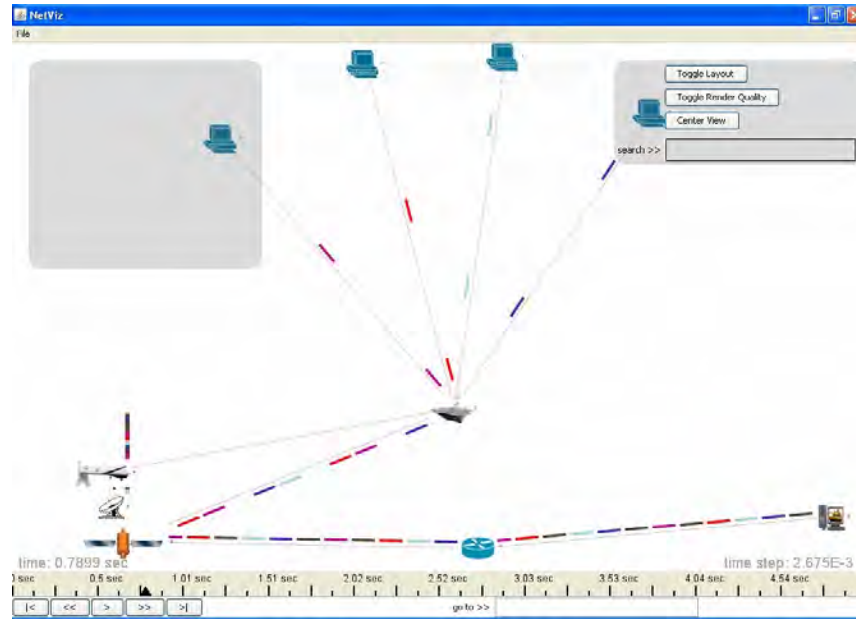 NetViz
File
Toggle Layout
Toggle Render Quality
Center View
search >>
time: 0.7899 sec
time step: 2.675E-3
0 sec 0.5 sec 1.01 sec 1.51 sec 2.02 sec 2.52 sec 3.03 sec 3.53 sec 4.04 sec 4.54 sec
|< << > >> >| go to >>